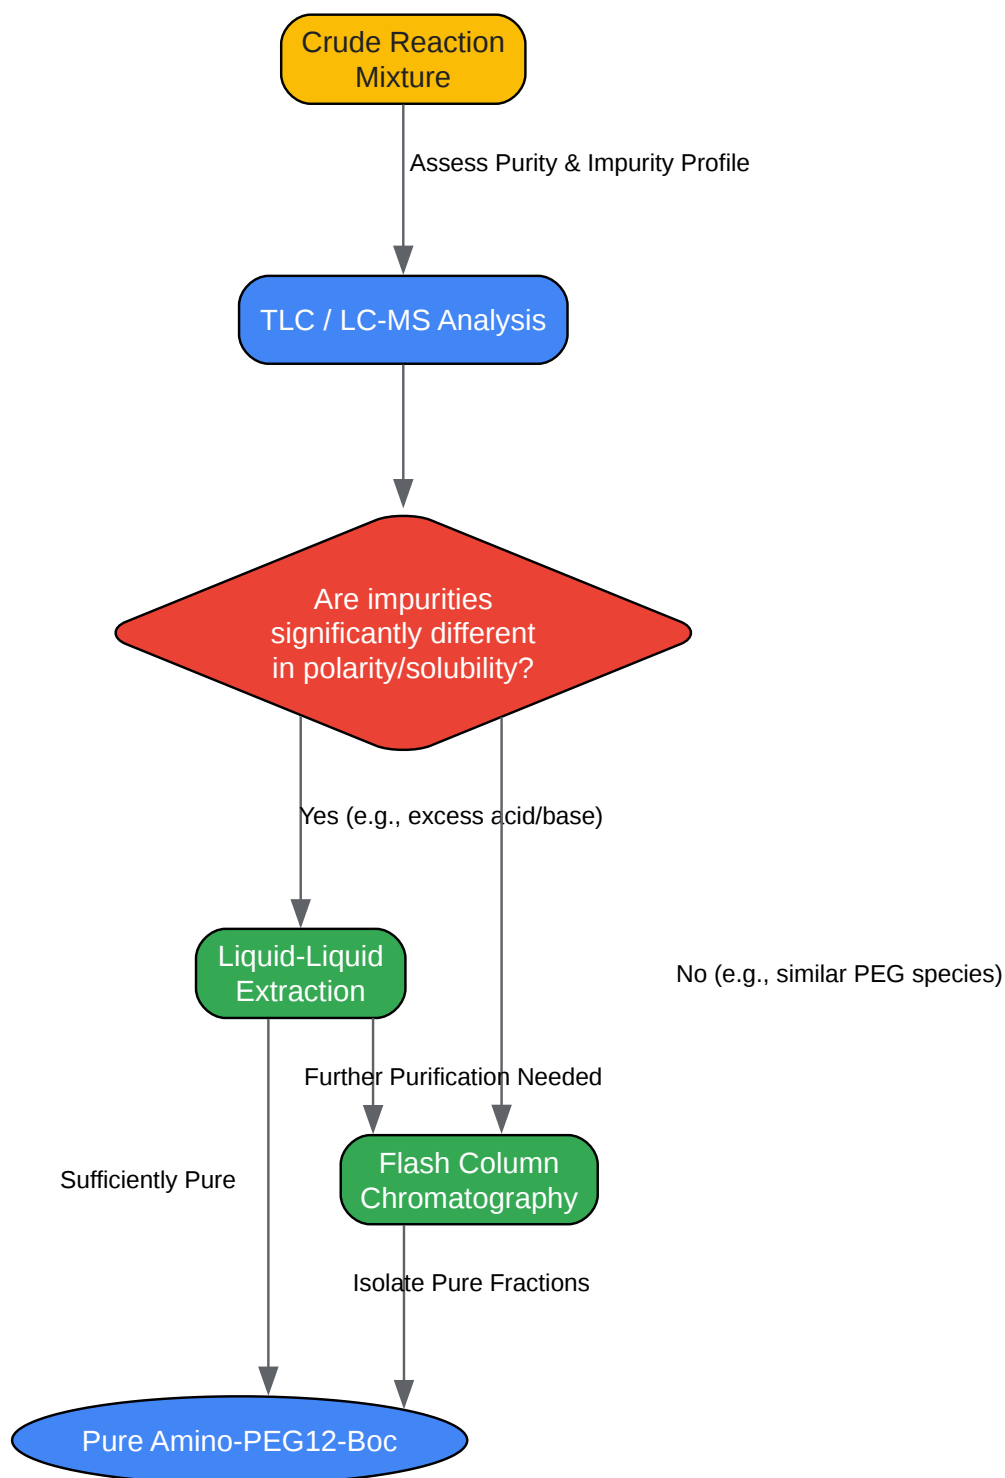 Crude Reaction
Mixture
Assess Purity & Impurity Profile
TLC / LC-MS Analysis
Are impurities
significantly different
in polarity/solubility?
Yes (e.g., excess acid/base)
Liquid-Liquid
Extraction
No (e.g., similar PEG species)
Further Purification Needed
Flash Column
Chromatography
Sufficiently Pure
Isolate Pure Fractions
Pure Amino-PEG12-Boc